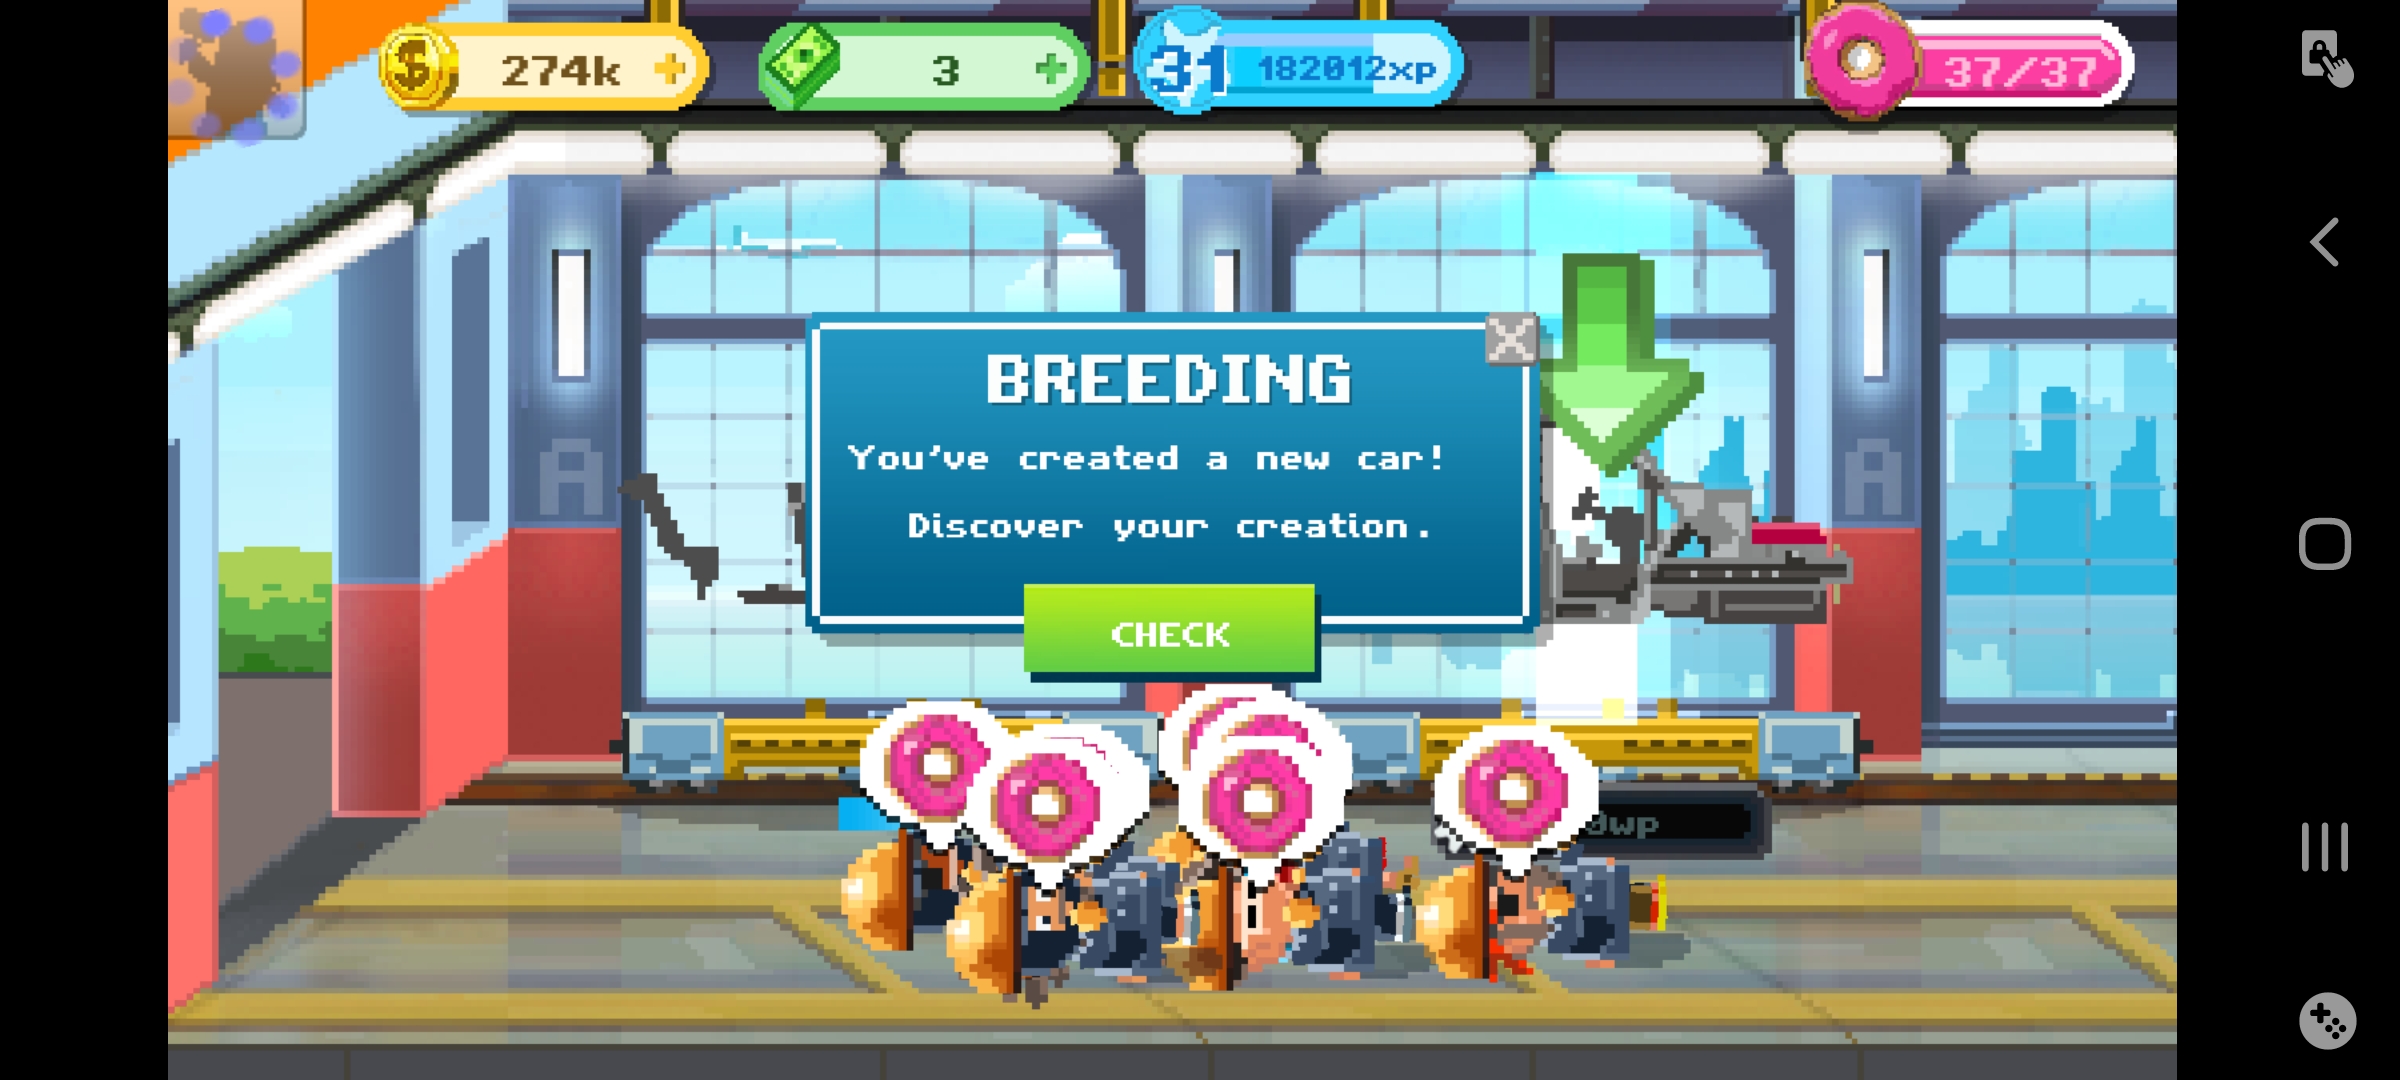 274k
3
31
182012xp
37/37
A
A
BREEDING
You've created a new car!
Discover your creation.
CHECK